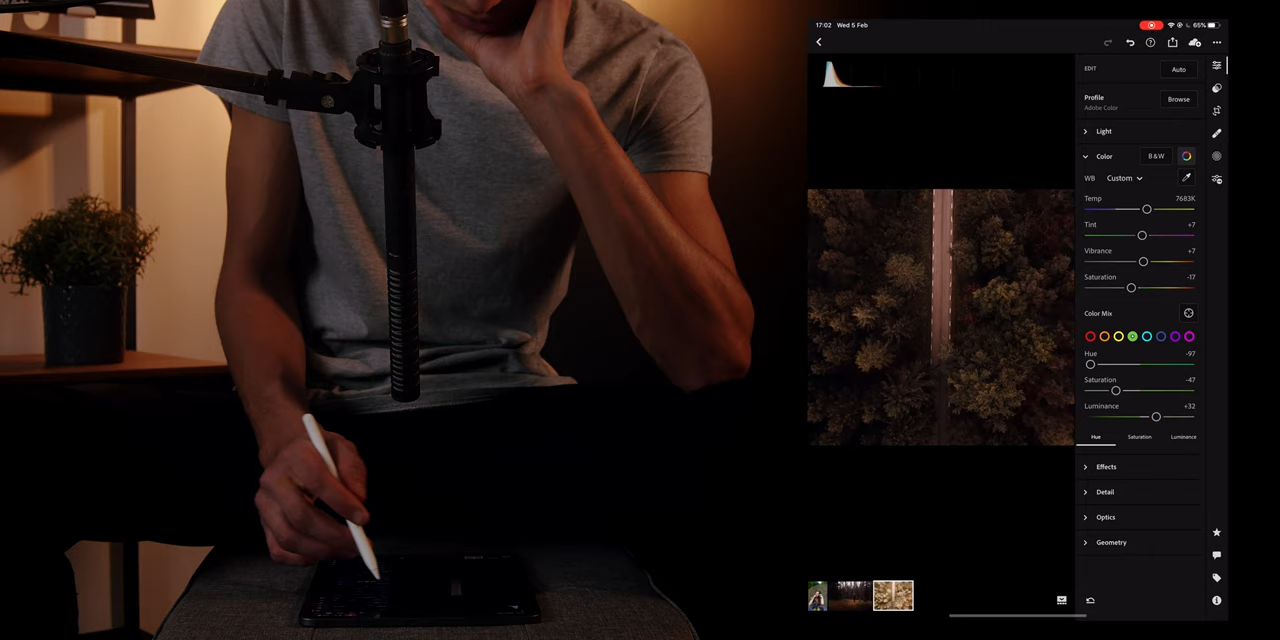 17:02 Wed 5 Feb
65%
EDIT
Auto
Profile
Adobe Color
Browse
Light
Color
B&W
WB Custom
Temp 7683K
Tint +7
Vibrance +7
Saturation -17
Color Mix
Hue -97
Saturation -47
Luminance +32
Hue Saturation Luminance
Effects
Detail
Optics
Geometry